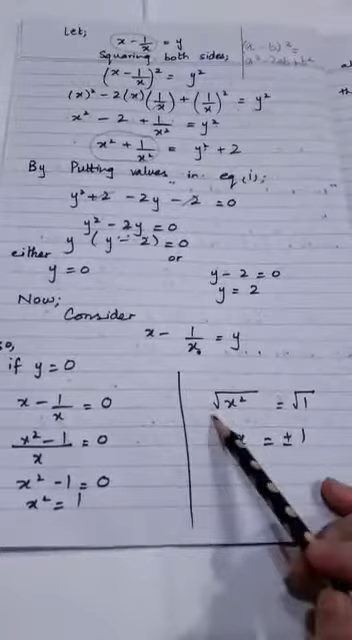 Let;
x - 1/x = y
Squaring both sides;
(a - b)² =
a² - 2ab + b²
(x - 1/x)² = y²
(x)² - 2(x)(1/x) + (1/x)² = y²
x² - 2 + 1/x² = y²
x² + 1/x² = y² + 2
By Putting values in eq(i);
y² + 2 - 2y - 2 = 0
y² - 2y = 0
y (y - 2) = 0
either or
y = 0
y - 2 = 0
y = 2
Now; Consider
x - 1/x = y
so,
if y = 0
x - 1/x = 0
x² - 1/x = 0
x² - 1 = 0
x² = 1
√x² = √1
x = ± 1